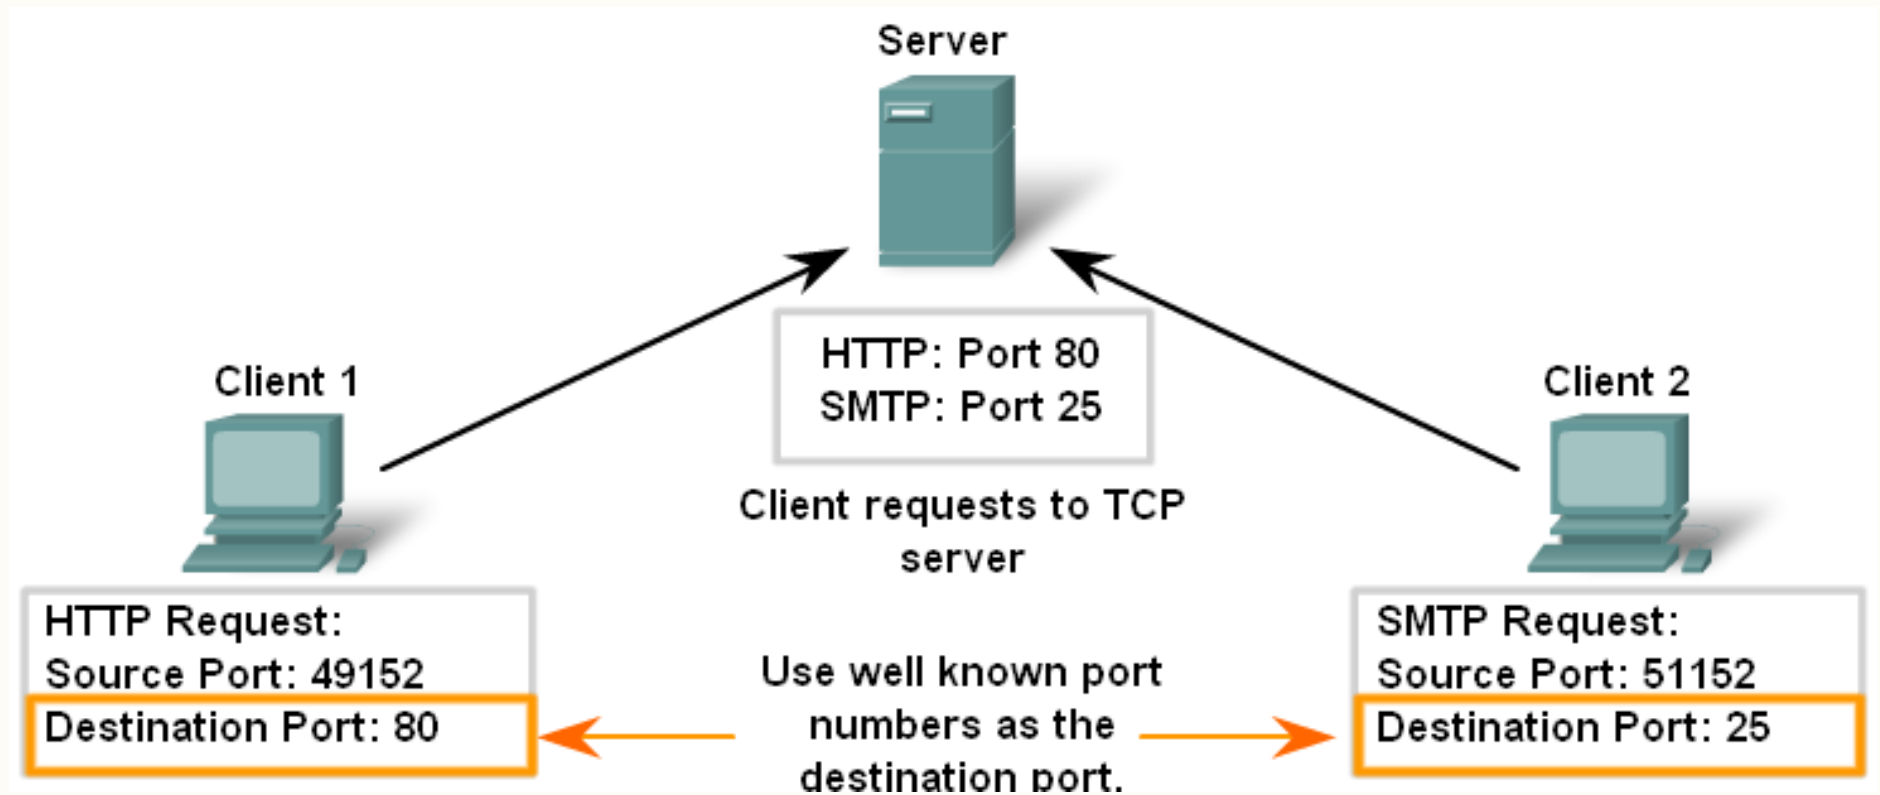 Server
HTTP: Port 80
SMTP: Port 25
Client 1
Client 2
Client requests to TCP
server
HTTP Request:
Source Port: 49152
Destination Port: 80
Use well known port
numbers as the
destination port.
SMTP Request:
Source Port: 51152
Destination Port: 25